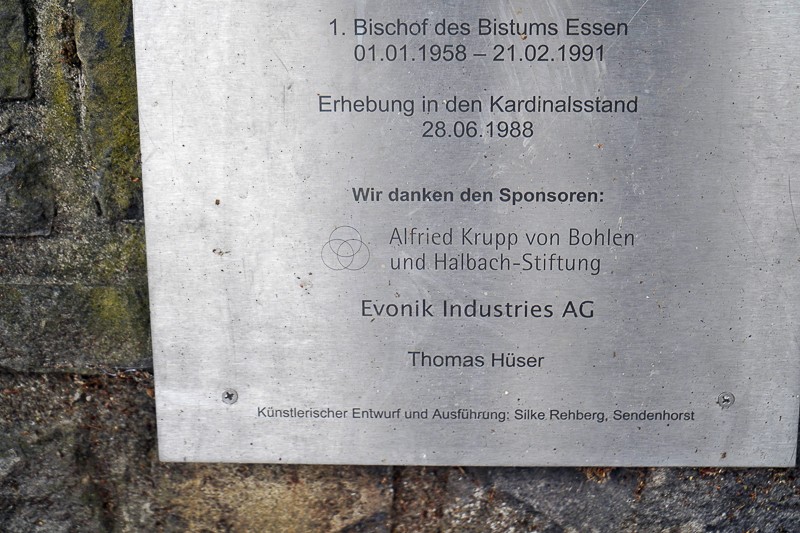 1. Bischof des Bistums Essen
01.01.1958 – 21.02.1991
Erhebung in den Kardinalsstand
28.06.1988
Wir danken den Sponsoren:
Alfried Krupp von Bohlen
und Halbach-Stiftung
Evonik Industries AG
Thomas Hüser
Künstlerischer Entwurf und Ausführung: Silke Rehberg, Sendenhorst